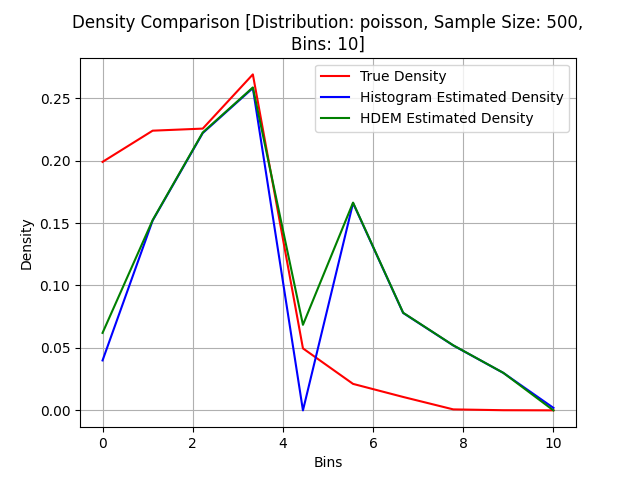 Density Comparison [Distribution: poisson, Sample Size: 500,
Bins: 10]
True Density
Histogram Estimated Density
HDEM Estimated Density
Density
0.25
0.20
0.15
0.10
0.05
0.00
0 2 4 6 8 10
Bins